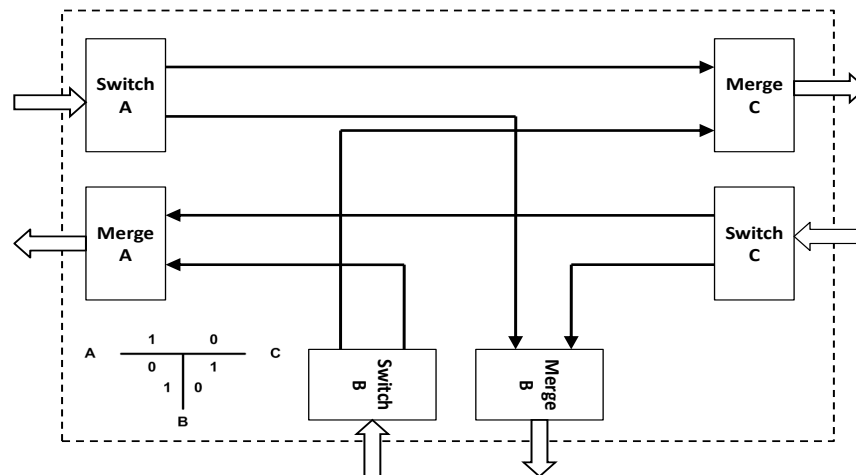 Switch
A
Merge
C
Merge
A
Switch
C
1 0
A C
0 1
1 0
B
Switch
B
Merge
B